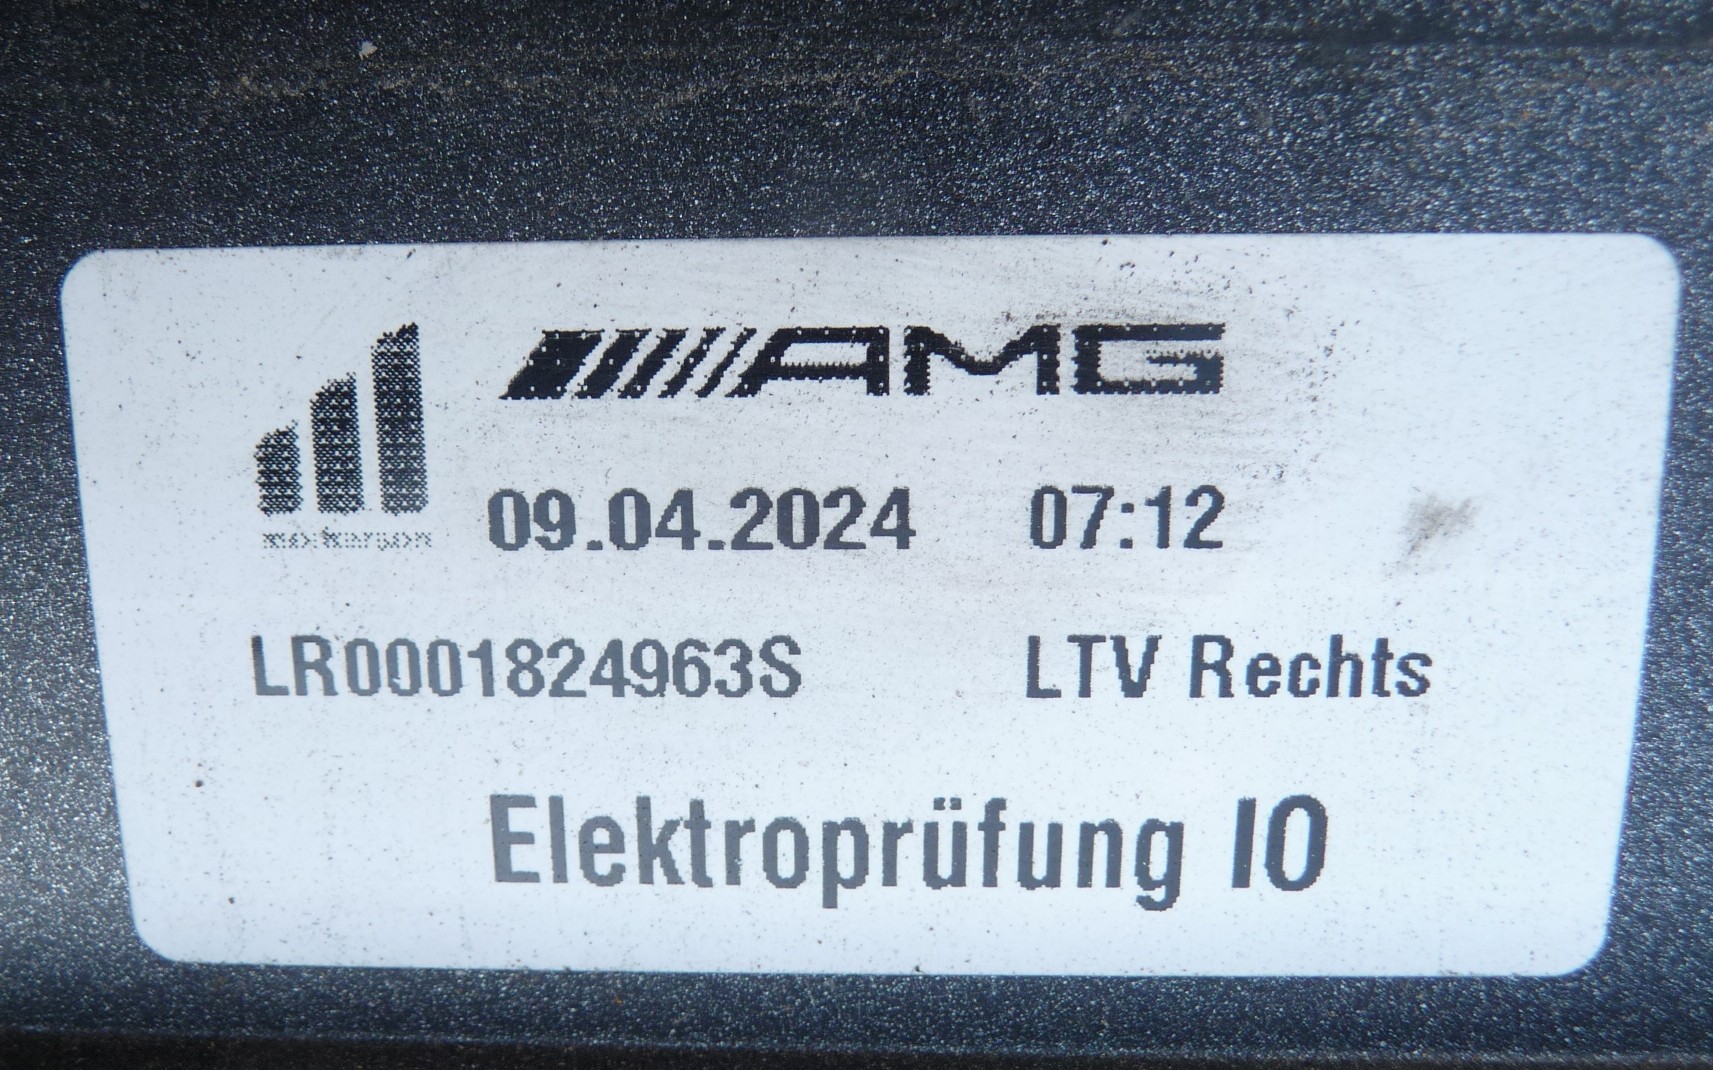 AMG
09.04.2024 07:12
LR0001824963S LTV Rechts
Elektroprüfung IO